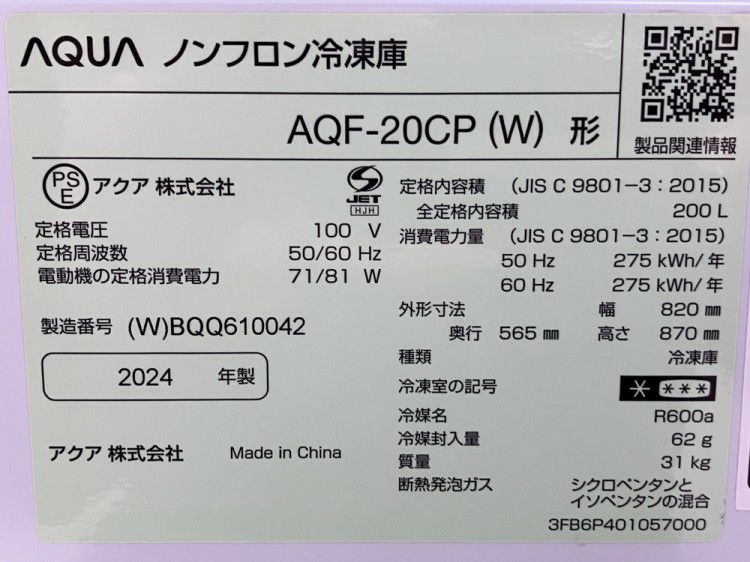 AQUA ノンフロン冷凍庫
AQF-20CP (W) 形
製品関連情報
PSE アクア 株式会社
JET
HJH
定格電圧 100 V
定格周波数 50/60 Hz
電動機の定格消費電力 71/81 W
製造番号 (W)BQQ610042
2024 年製
アクア 株式会社 Made in China
定格内容積 (JIS C 9801-3：2015)
全定格内容積 200 L
消費電力量 (JIS C 9801-3：2015)
50 Hz 275 kWh/年
60 Hz 275 kWh/年
外形寸法 幅 820 mm
奥行 565 mm 高さ 870 mm
種類 冷凍庫
冷凍室の記号 * ***
冷媒名 R600a
冷媒封入量 62 g
質量 31 kg
断熱発泡ガス シクロペンタンと
イソペンタンの混合
3FB6P401057000